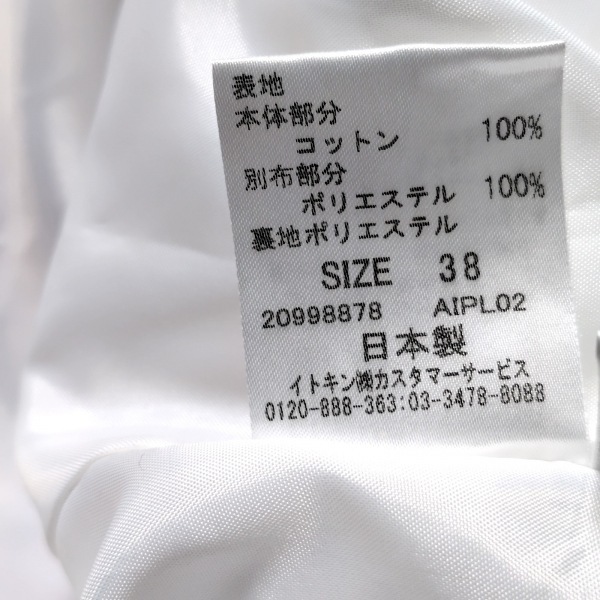 表地
本体部分
コットン 100%
別布部分
ポリエステル 100%
裏地ポリエステル
SIZE 38
20998878 AIPL02
日本製
イトキン㈱カスタマーサービス
0120-888-363:03-3478-8088